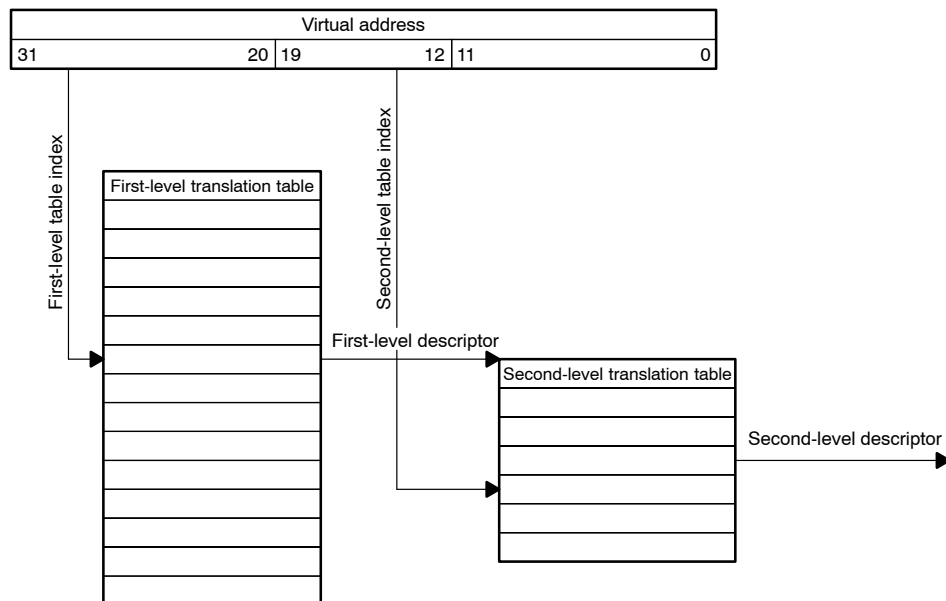 Virtual address
31 20 19 12 11 0
First-level table index
Second-level table index
First-level translation table
First-level descriptor
Second-level translation table
Second-level descriptor